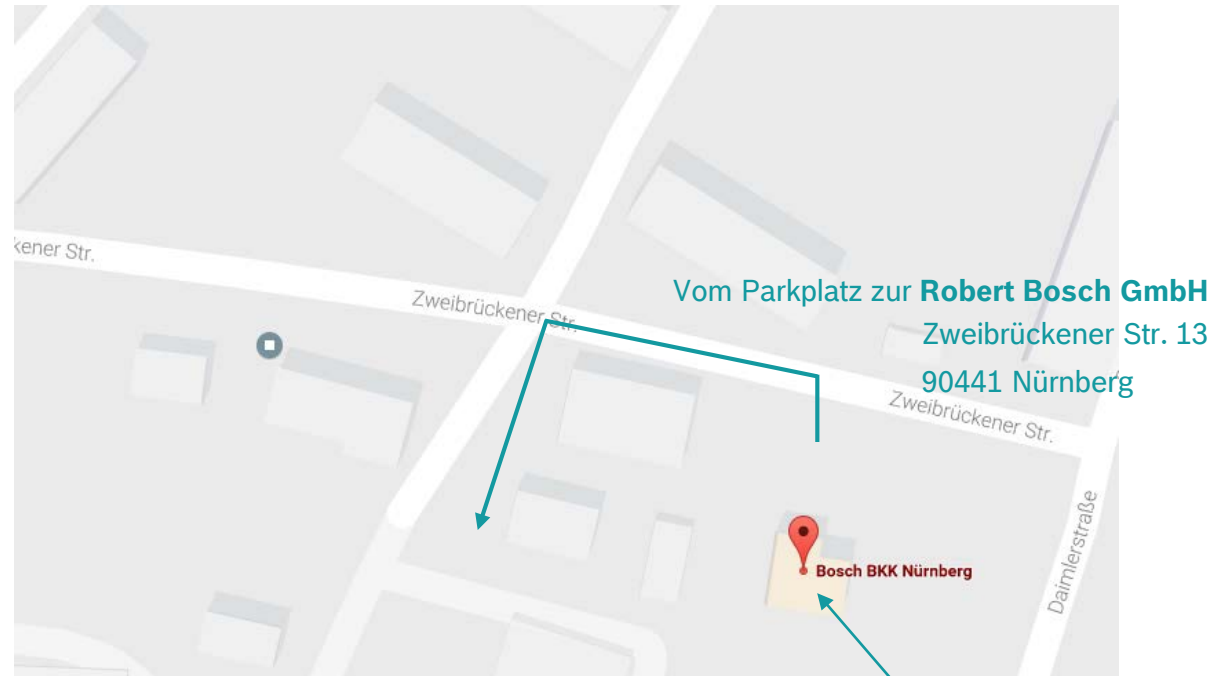 kener Str.
Vom Parkplatz zur Robert Bosch GmbH
Zweibrückener Str.
Zweibrückener Str. 13
90441 Nürnberg
Zweibrückener Str.
Daimlerstraße
Bosch BKK Nürnberg